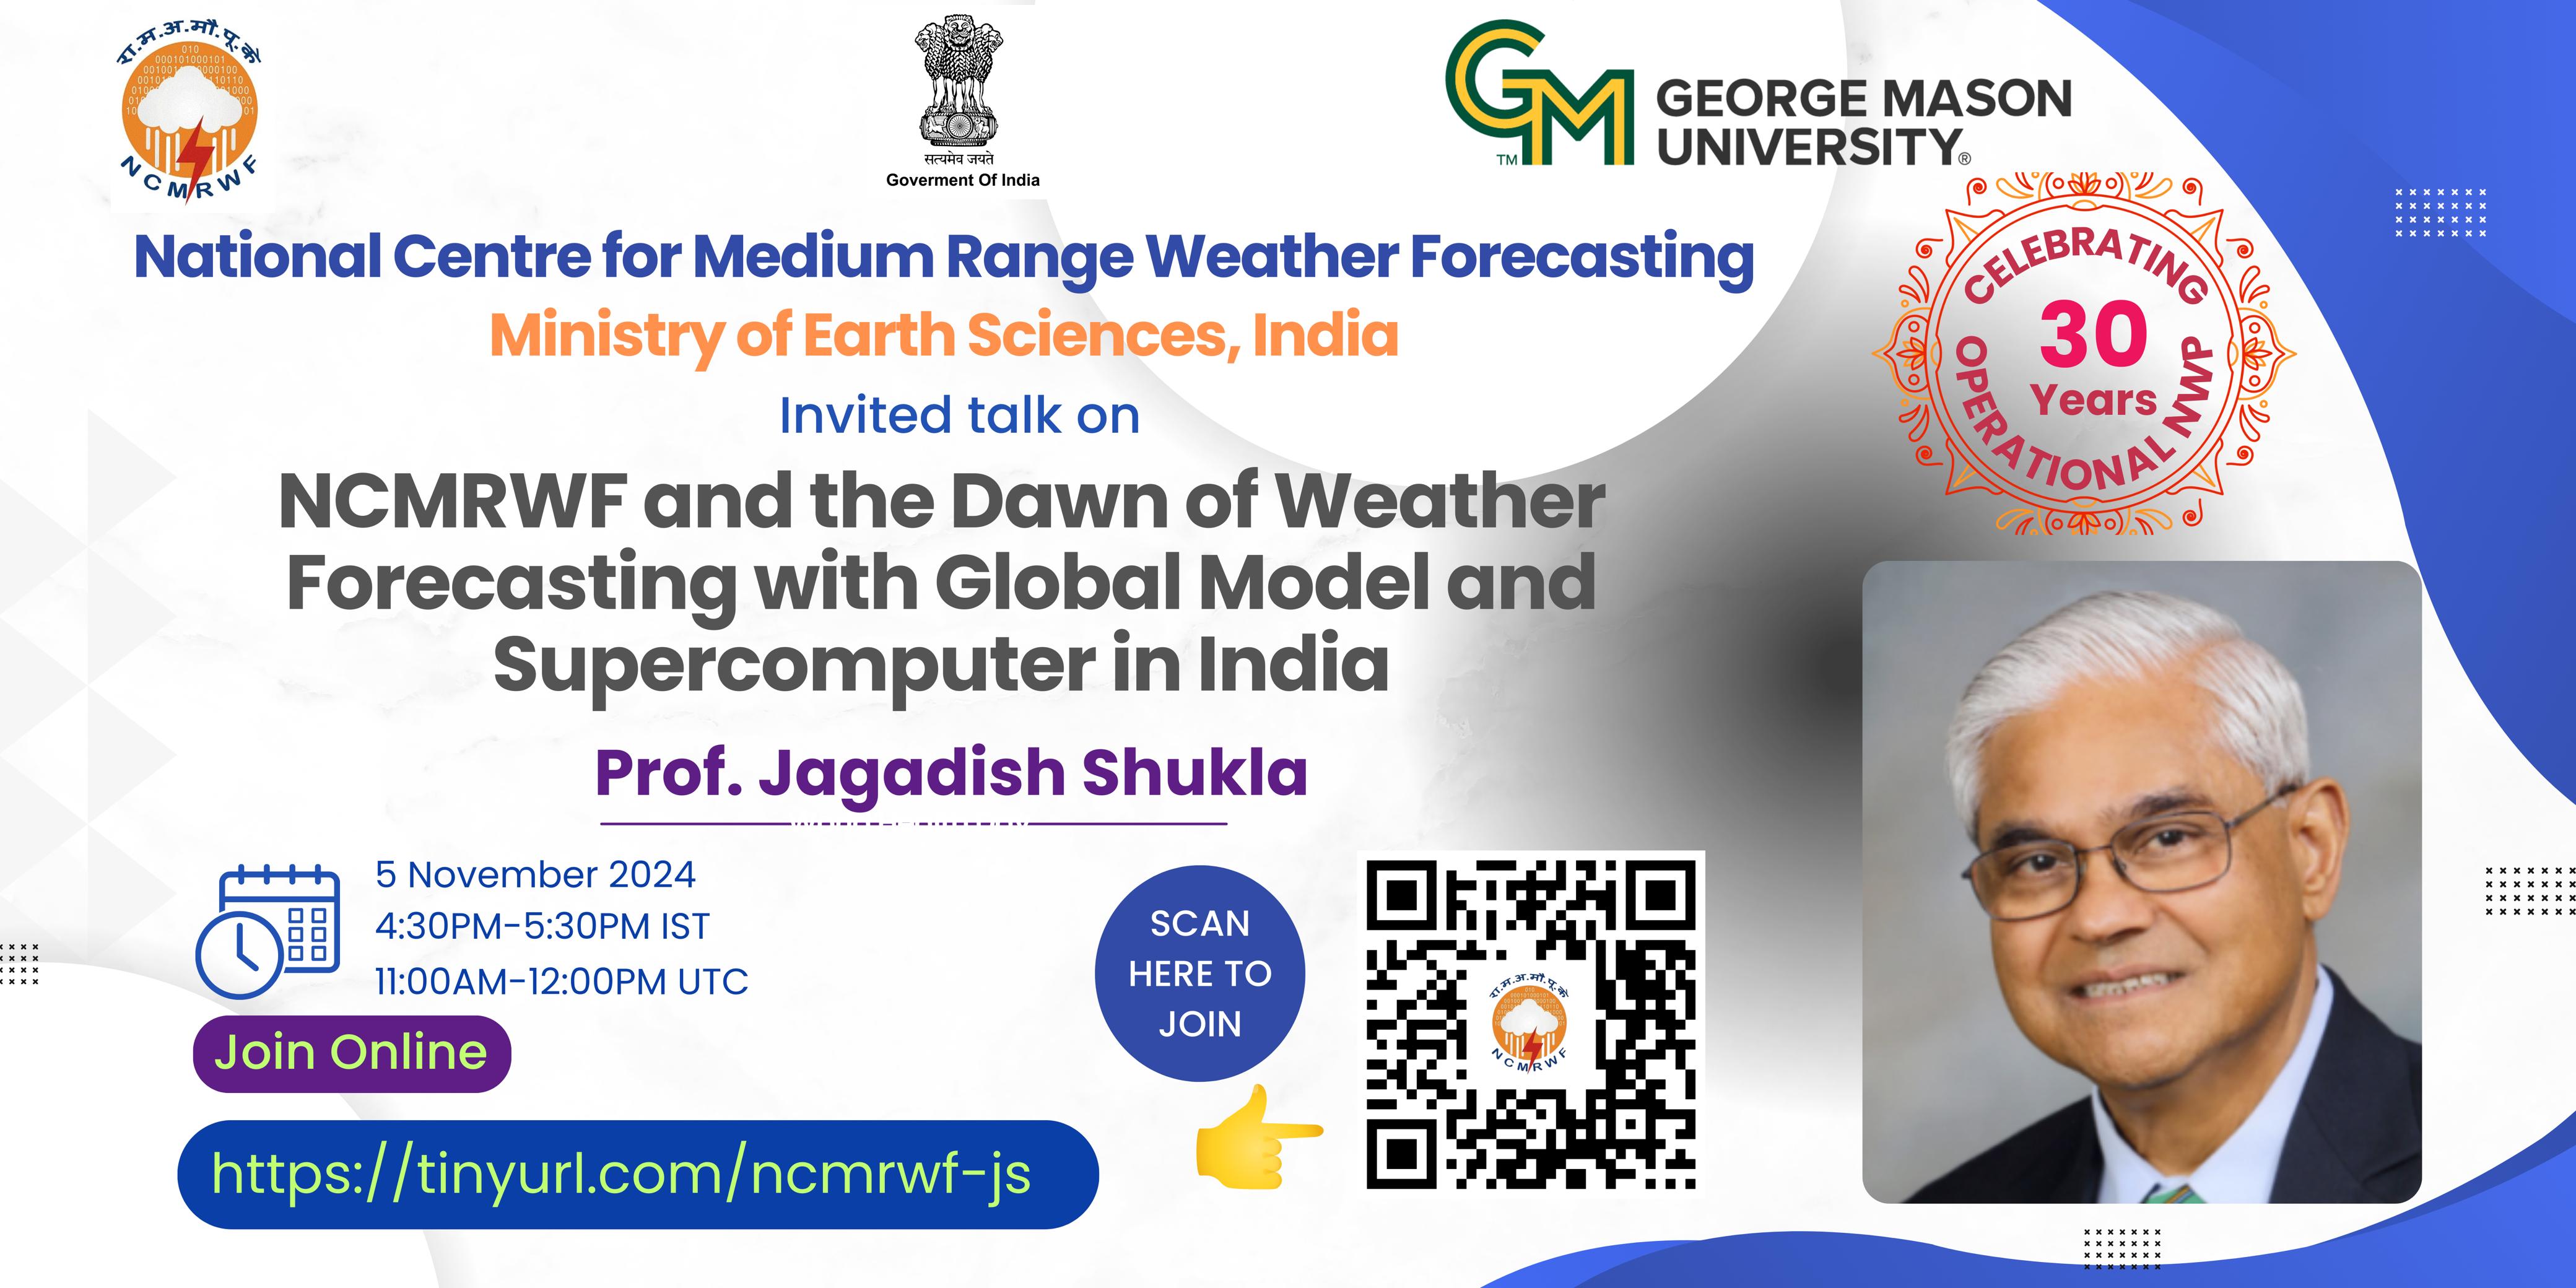 रा.म.अ.मौ.पू.के
NCMRWF
सत्यमेव जयते
Goverment Of India
GM
TM
GEORGE MASON
UNIVERSITY®
National Centre for Medium Range Weather Forecasting
Ministry of Earth Sciences, India
Invited talk on
NCMRWF and the Dawn of Weather
Forecasting with Global Model and
Supercomputer in India
Prof. Jagadish Shukla
CELEBRATING
30
Years
OPERATIONAL NWP
5 November 2024
4:30PM-5:30PM IST
11:00AM-12:00PM UTC
Join Online
https://tinyurl.com/ncmrwf-js
SCAN
HERE TO
JOIN
रा.म.अ.मौ.पू.के
NCMRWF